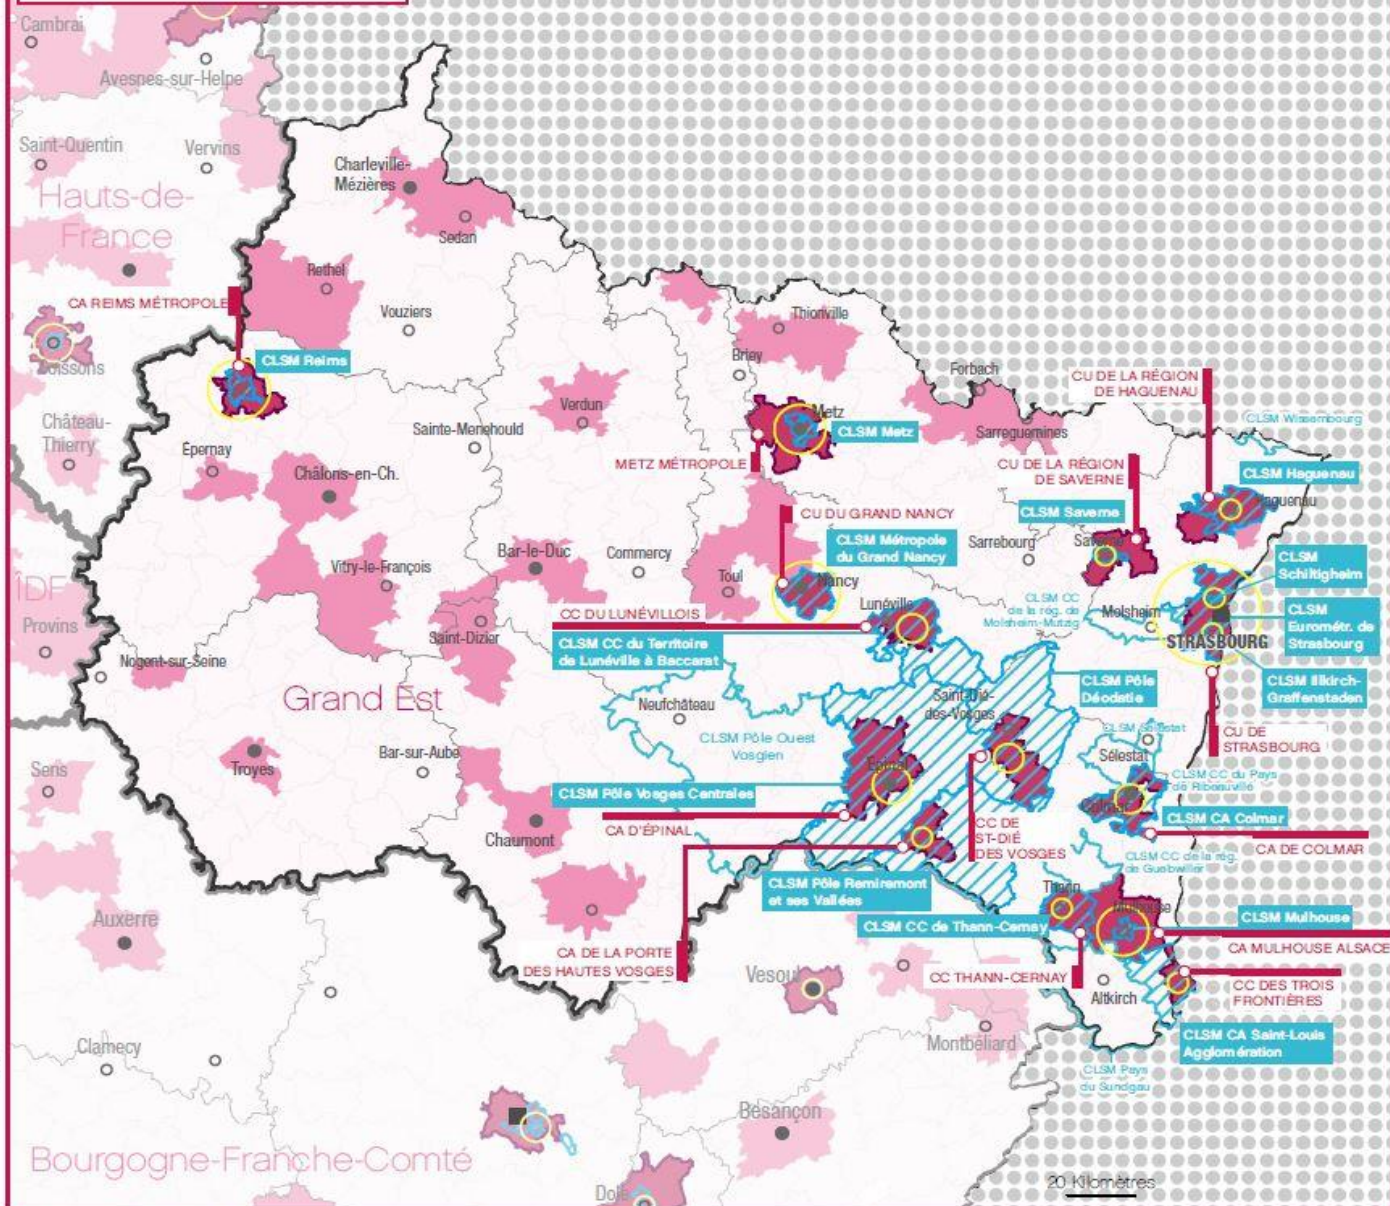 Cambrai
Avesnes-sur-Helpe
Saint-Quentin
Vervins
Hauts-de-
France
Charleville-
Mézières
Sedan
Rethel
Vouziers
CA REIMS MÉTROPOLE
CLSM Reims
Soissons
Château-
Thierry
Épernay
Châlons-en-Ch.
Sainte-Menehould
Verdun
Thionville
Briey
Metz
CLSM Metz
METZ MÉTROPOLE
Forbach
Sarreguemines
CU DE LA RÉGION
DE HAGUENAU
CLSM Wissembourg
CLSM Haguenau
Haguenau
CU DE LA RÉGION
DE SAVERNE
CLSM Saverne
Saverne
Sarrebourg
CU DU GRAND NANCY
CLSM Métropole
du Grand Nancy
Nancy
Toul
Commercy
Bar-le-Duc
Vitry-le-François
Saint-Dizier
IDF
Provins
Nogent-sur-Seine
Grand Est
Lunéville
CC DU LUNÉVILLOIS
CLSM CC du Territoire
de Lunéville à Baccarat
CLSM CC
de la rég. de
Molsheim-Mutzig
Molsheim
STRASBOURG
CLSM
Schiltigheim
CLSM
Eurométr. de
Strasbourg
CLSM Illkirch-
Graffenstaden
CU DE
STRASBOURG
CLSM Pôle
Déodatie
Saint-Dié-
des-Vosges
Neufchâteau
CLSM Pôle Ouest
Vosgien
Épinal
CLSM Pôle Vosges Centrales
CA D'ÉPINAL
CC DE
ST-DIÉ
DES VOSGES
CLSM Sélestat
Sélestat
CLSM CC du Pays
de Ribeauvillé
Colmar
CLSM CA Colmar
CA DE COLMAR
CLSM CC de la rég.
de Guebwiller
Sens
Troyes
Bar-sur-Aube
Chaumont
CLSM Pôle Remiremont
et ses Vallées
CA DE LA PORTE
DES HAUTES VOSGES
Thann
CLSM CC de Thann-Cernay
CC THANN-CERNAY
Mulhouse
CLSM Mulhouse
CA MULHOUSE ALSACE
CC DES TROIS
FRONTIÈRES
Altkirch
CLSM CA Saint-Louis
Agglomération
CLSM Pays
du Sundgau
Auxerre
Vesoul
Montbéliard
Clamecy
Besançon
Bourgogne-Franche-Comté
Dole
20 Kilomètres